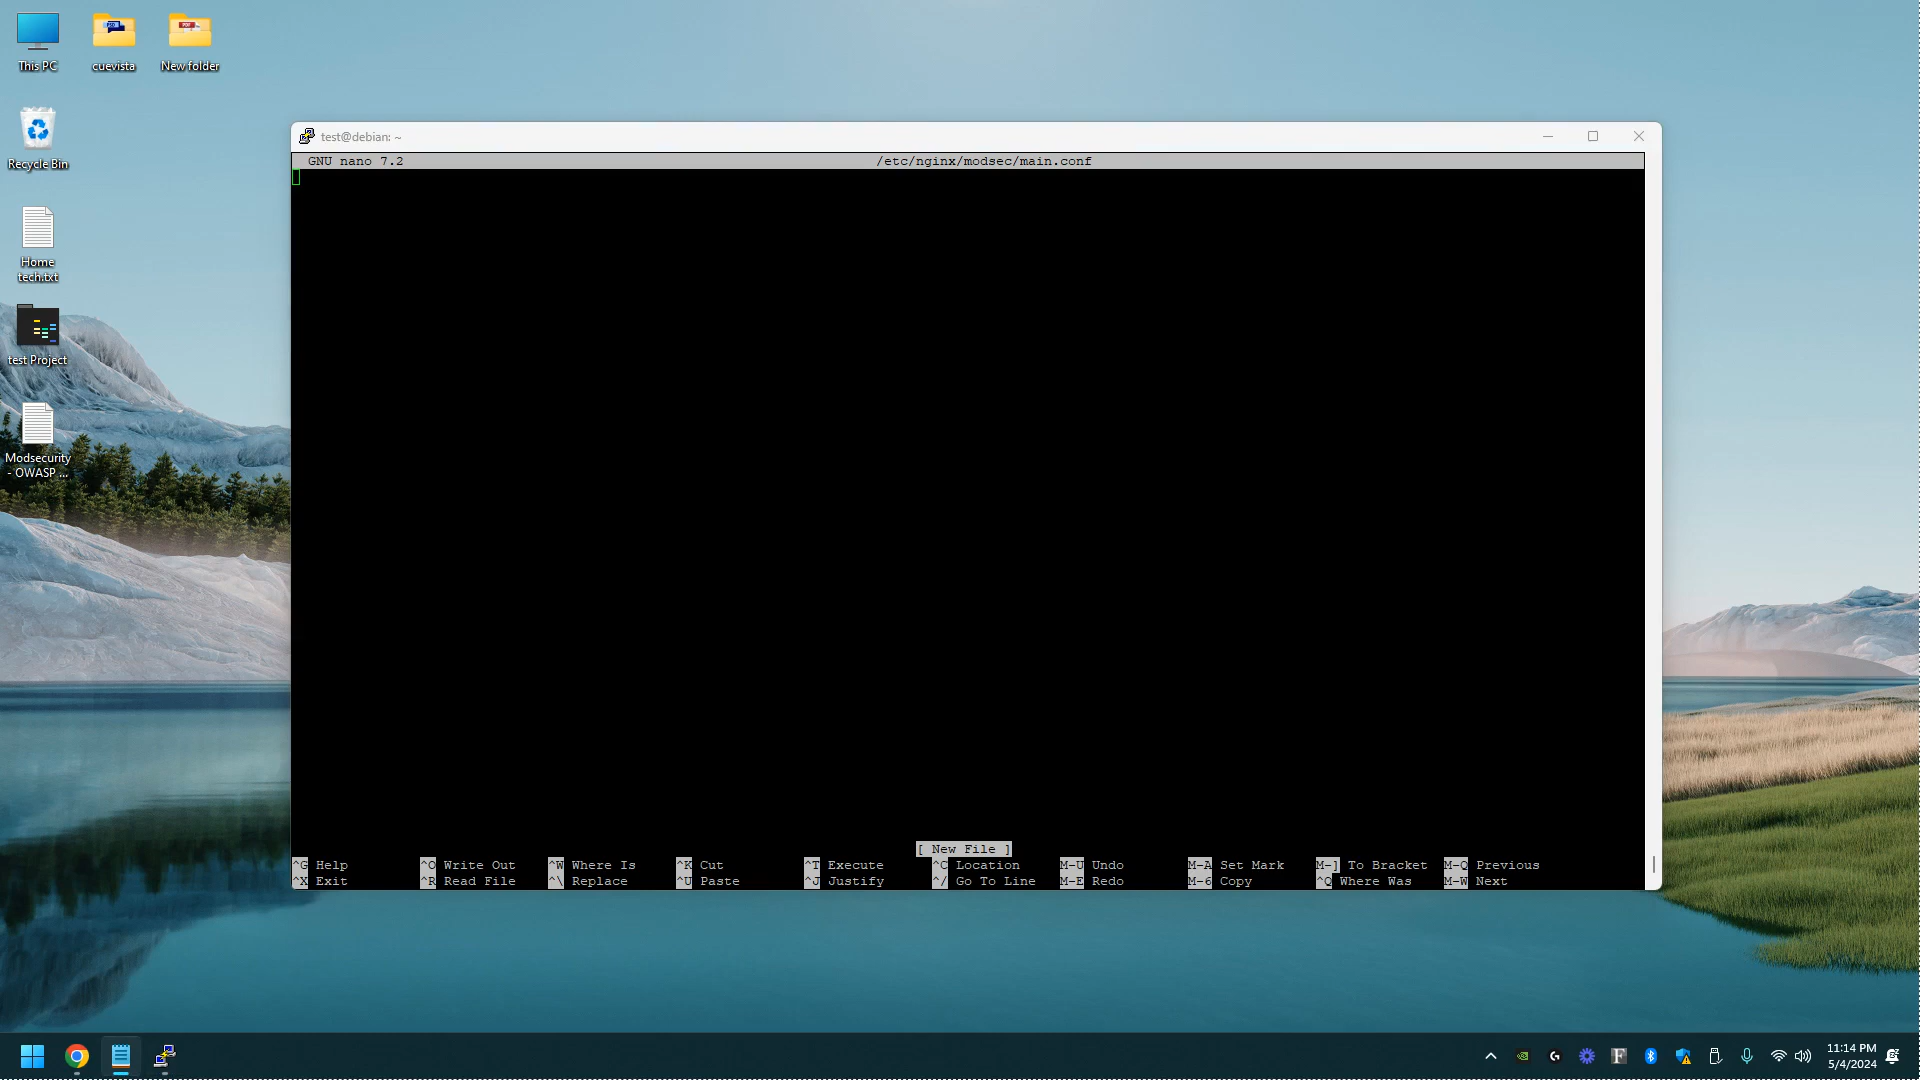 This PC
cuevista
New folder
Recycle Bin
Home
tech.txt
test Project
Modsecurity
- OWASP ...
test@debian: ~
GNU nano 7.2
/etc/nginx/modsec/main.conf
[ New File ]
^G Help ^O Write Out ^W Where Is ^K Cut ^T Execute ^C Location M-U Undo M-A Set Mark M-] To Bracket M-Q Previous
^X Exit ^R Read File ^\ Replace ^U Paste ^J Justify ^/ Go To Line M-E Redo M-6 Copy ^Q Where Was M-W Next
11:14 PM
5/4/2024